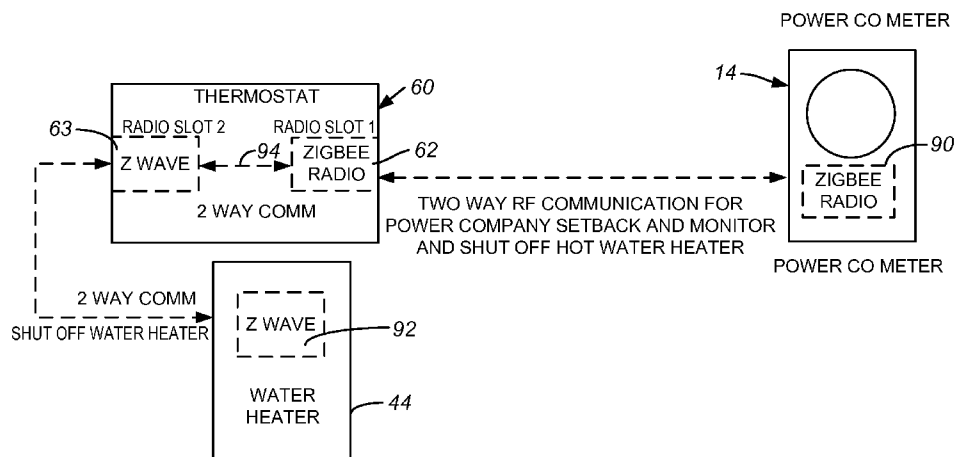 POWER CO METER
14
THERMOSTAT
60
63
RADIO SLOT 2
RADIO SLOT 1
94
62
90
Z WAVE
ZIGBEE
RADIO
ZIGBEE
RADIO
2 WAY COMM
TWO WAY RF COMMUNICATION FOR
POWER COMPANY SETBACK AND MONITOR
AND SHUT OFF HOT WATER HEATER
POWER CO METER
2 WAY COMM
SHUT OFF WATER HEATER
Z WAVE
92
WATER
HEATER
44